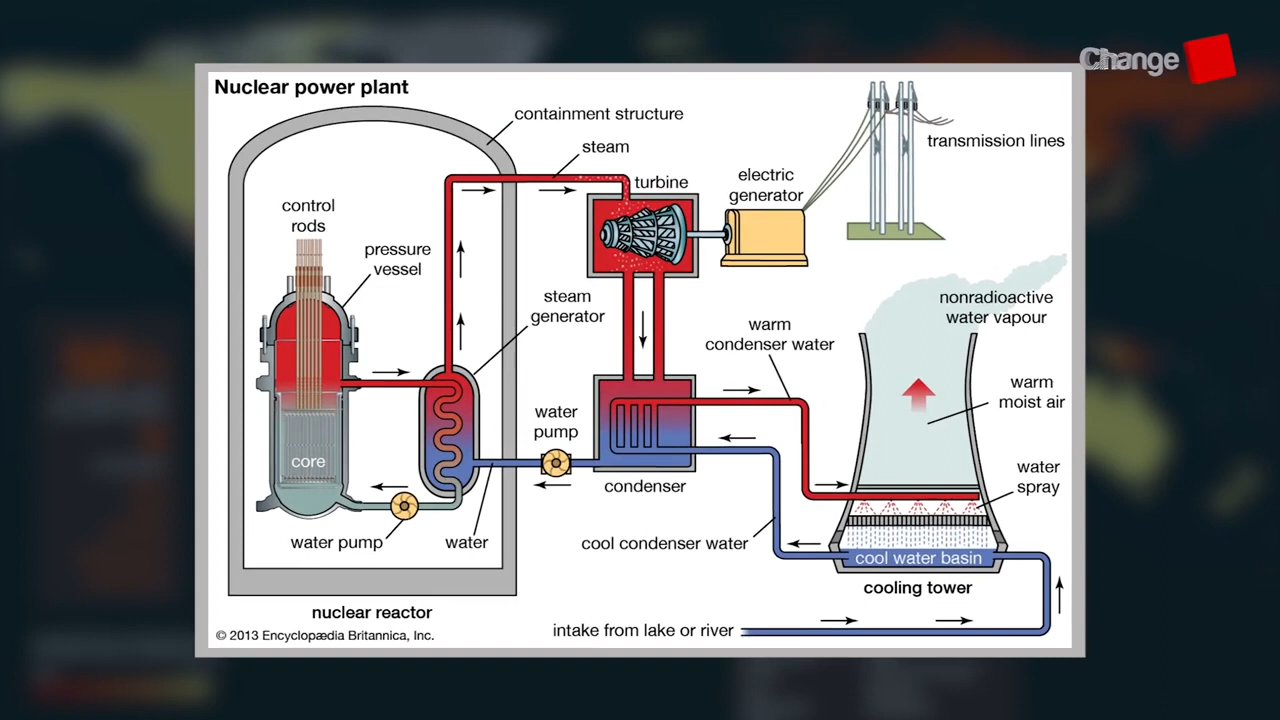 Change
Nuclear power plant
containment structure
steam
transmission lines
turbine
electric
generator
control
rods
pressure
vessel
steam
generator
nonradioactive
water vapour
warm
condenser water
warm
moist air
water
pump
core
condenser
water
spray
water pump
water
cool condenser water
cool water basin
cooling tower
nuclear reactor
intake from lake or river
© 2013 Encyclopædia Britannica, Inc.